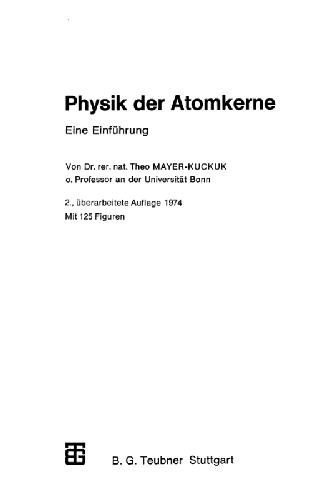 Physik der Atomkerne
Eine Einführung
Von Dr. rer. nat. Theo MAYER-KUCKUK
o. Professor an der Universität Bonn
2., überarbeitete Auflage 1974
Mit 125 Figuren
B. G. Teubner Stuttgart